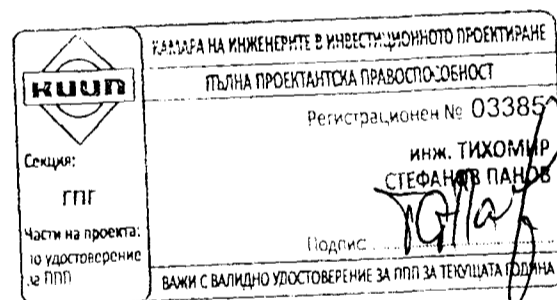 КАМАРА НА ИНЖЕНЕРИТЕ В ИНВЕСТИЦИОННОТО ПРОЕКТИРАНЕ
ПЪЛНА ПРОЕКТАНТСКА ПРАВОСПОСОБНОСТ
КИИП
Регистрационен № 03385
Секция:
ГПГ
инж. ТИХОМИР
СТЕФАНОВ ПАНОВ
Части на проекта:
по удостоверение
за ППП
Подпис
ВАЖИ С ВАЛИДНО УДОСТОВЕРЕНИЕ ЗА ППП ЗА ТЕКУЩАТА ГОДИНА